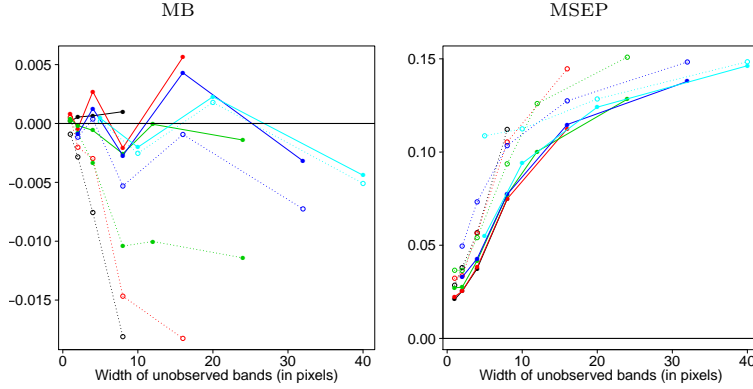 MB
MSEP
0.005
0.000
−0.005
−0.010
−0.015
0 10 20 30 40
Width of unobserved bands (in pixels)
0.15
0.10
0.05
0.00
0 10 20 30 40
Width of unobserved bands (in pixels)